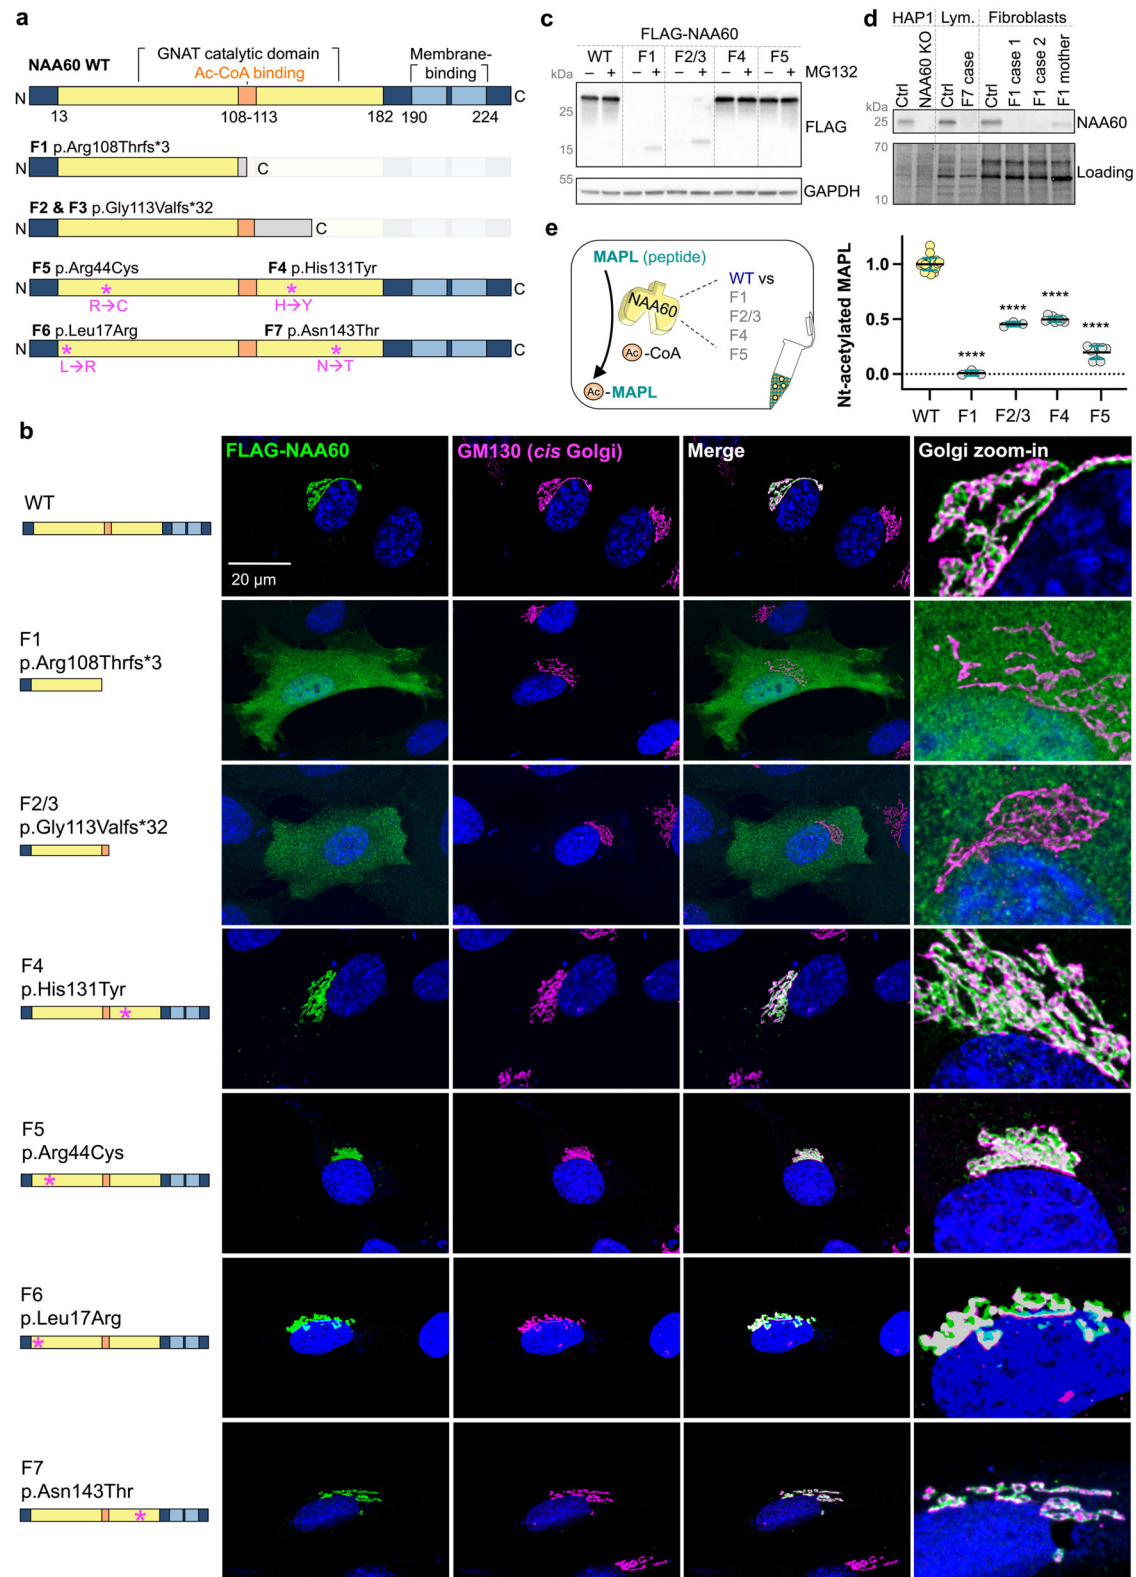 a
GNAT catalytic domain
Ac-CoA binding
Membrane-
binding
NAA60 WT
N
C
13
108-113
182
190
224
F1 p.Arg108Thrfs*3
N
C
F2 & F3 p.Gly113Valfs*32
N
C
F5
p.Arg44Cys
F4 p.His131Tyr
N
*
*
C
R→C
H→Y
F6
p.Leu17Arg
F7 p.Asn143Thr
N
*
*
C
L→R
N→T
c
FLAG-NAA60
WT
F1
F2/3
F4
F5
kDa
– + – + – + – + – +
MG132
25
15
FLAG
55
GAPDH
d
HAP1
Lym.
Fibroblasts
Ctrl
NAA60 KO
Ctrl
F7 case
Ctrl
F1 case 1
F1 case 2
F1 mother
kDa
25
NAA60
70
Loading
10
e
MAPL (peptide)
NAA60
WT vs
F1
F2/3
F4
F5
Ac-CoA
Ac-MAPL
Nt-acetylated MAPL
1.0
0.5
0.0
****
****
****
****
WT
F1
F2/3
F4
F5
b
FLAG-NAA60
GM130 (cis Golgi)
Merge
Golgi zoom-in
WT
20 µm
F1
p.Arg108Thrfs*3
F2/3
p.Gly113Valfs*32
F4
p.His131Tyr
*
F5
p.Arg44Cys
*
F6
p.Leu17Arg
*
F7
p.Asn143Thr
*